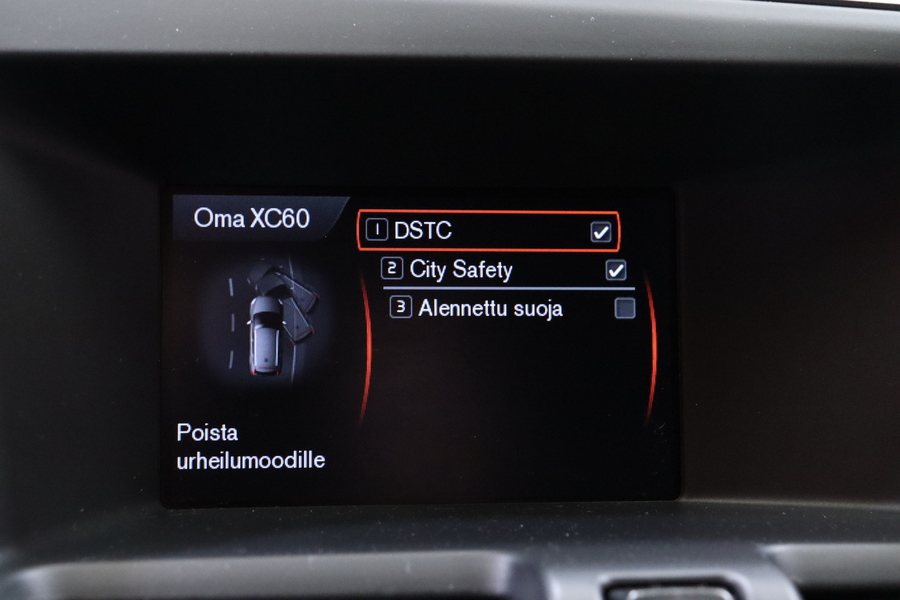 Oma XC60
1 DSTC
2 City Safety
3 Alennettu suoja
Poista
urheilumoodille